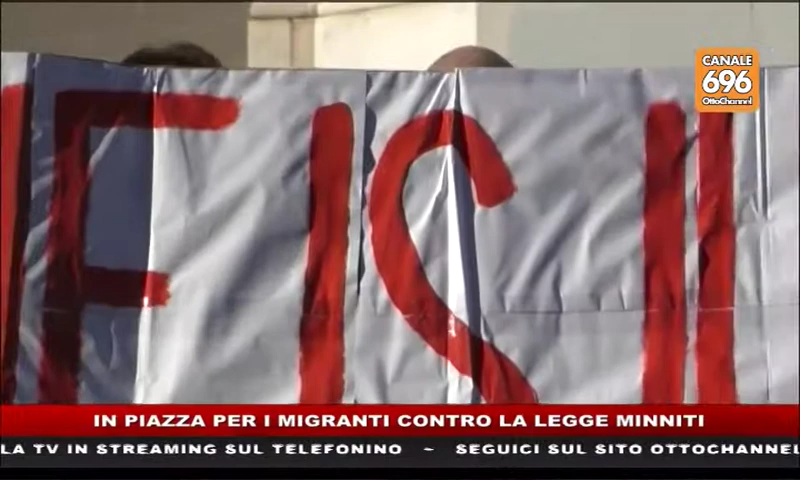 CANALE
696
OttoChannel
FIS
IN PIAZZA PER I MIGRANTI CONTRO LA LEGGE MINNITI
LA TV IN STREAMING SUL TELEFONINO ~ SEGUICI SUL SITO OTTOCHANNEL